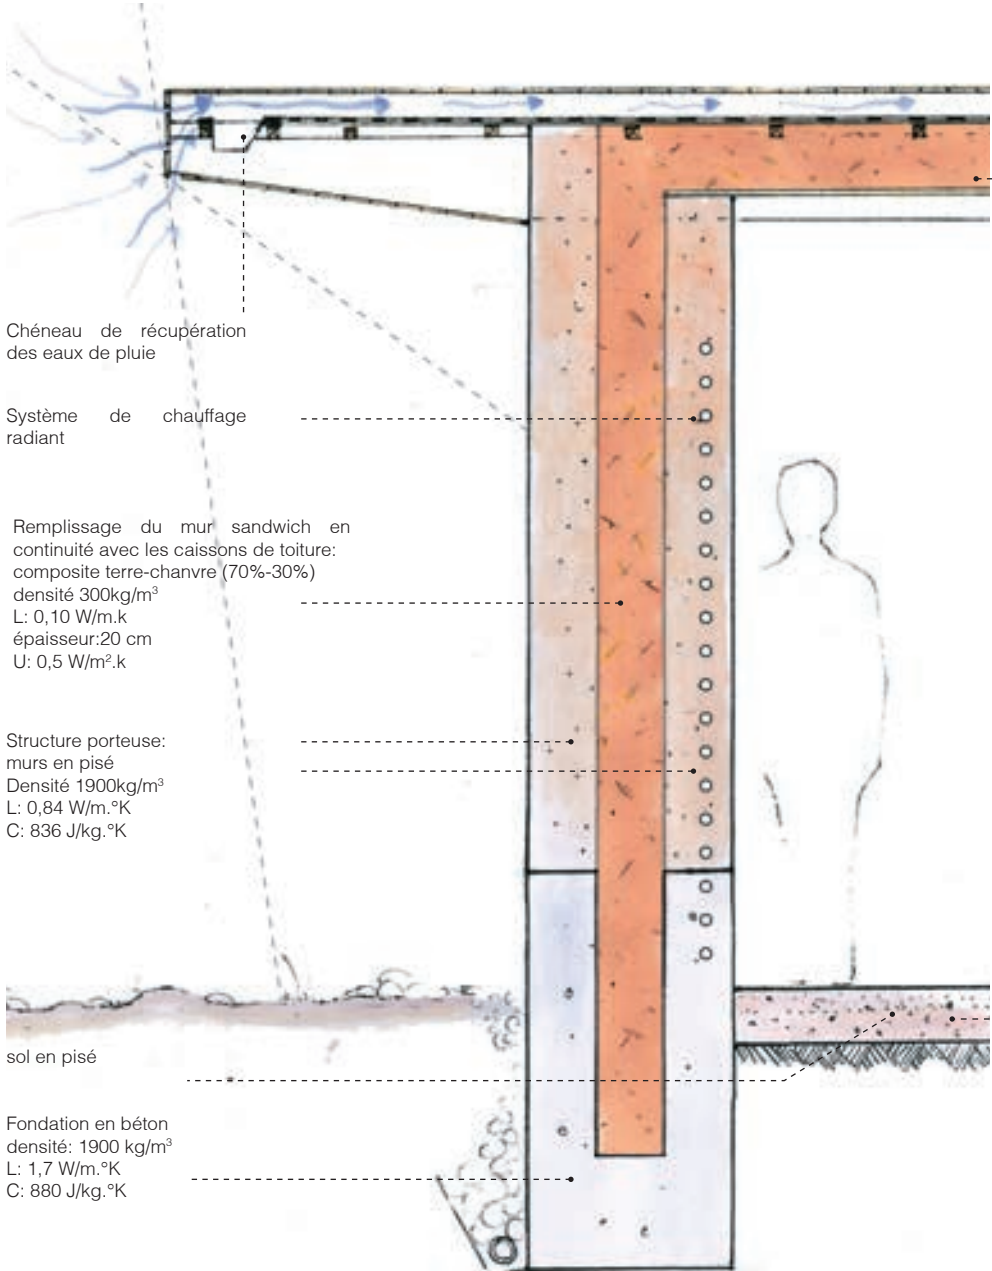 Chéneau de récupération
des eaux de pluie
Système de chauffage
radiant
Remplissage du mur sandwich en
continuité avec les caissons de toiture:
composite terre-chanvre (70%-30%)
densité 300kg/m³
L: 0,10 W/m.k
épaisseur:20 cm
U: 0,5 W/m².k
Structure porteuse:
murs en pisé
Densité 1900kg/m³
L: 0,84 W/m.°K
C: 836 J/kg.°K
sol en pisé
Fondation en béton
densité: 1900 kg/m³
L: 1,7 W/m.°K
C: 880 J/kg.°K